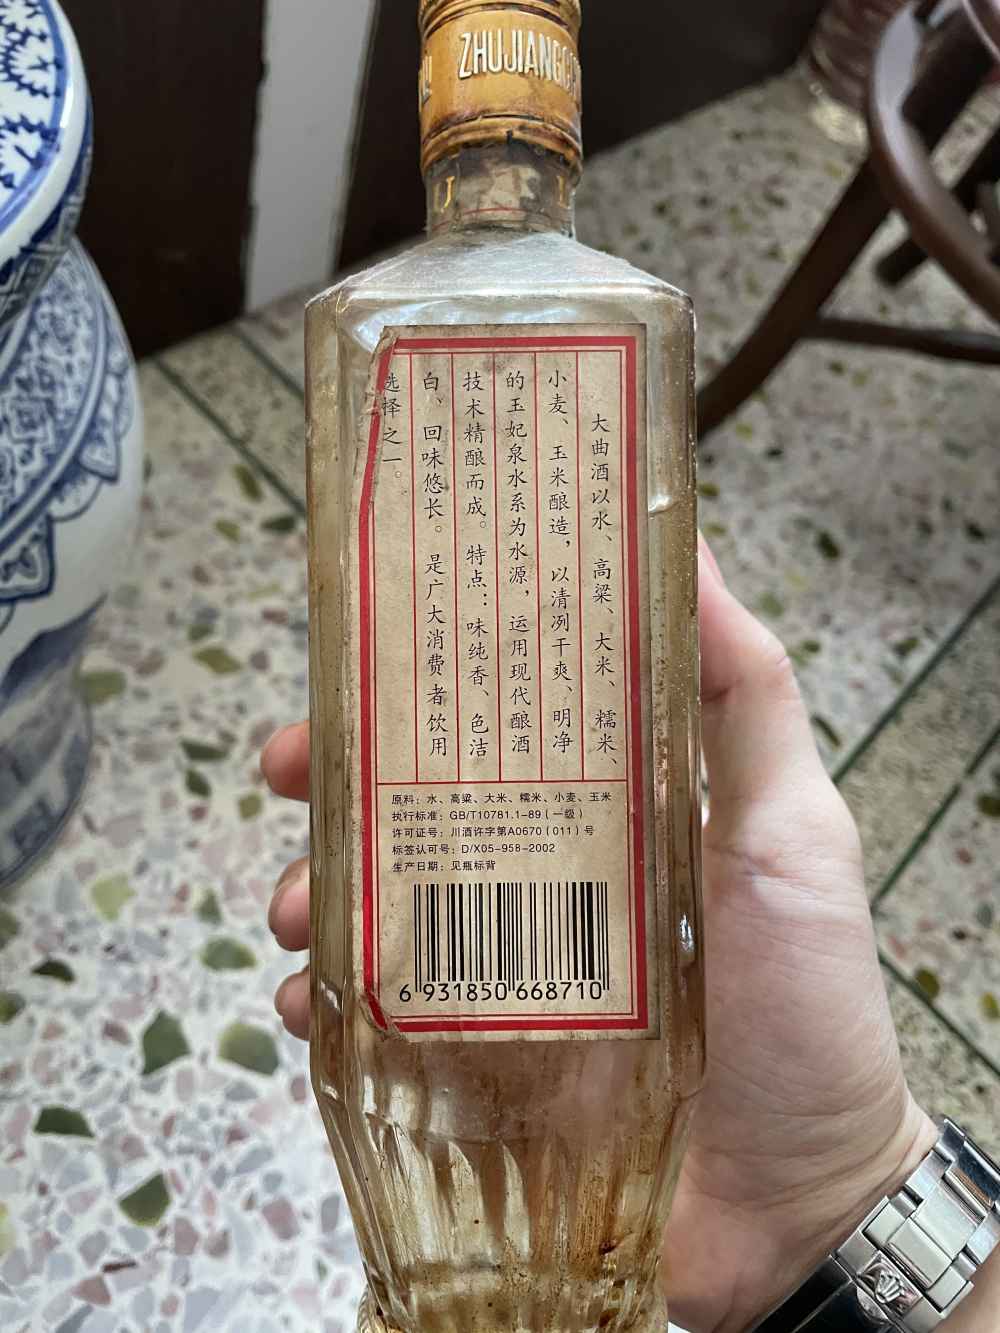 ZHUJIANG
大曲酒以水、高粱、大米、糯米、
小麦、玉米酿造，以清冽干爽、明净
的玉妃泉水系为水源，运用现代酿酒
技术精酿而成。特点：味纯香、色洁
白、回味悠长。是广大消费者饮用
选择之一。
原料：水、高粱、大米、糯米、小麦、玉米
执行标准：GB/T10781.1-89（一级）
许可证号：川酒许字第A0670（011）号
标签认可号：D/X05-958-2002
生产日期：见瓶标背
6 931850 668710